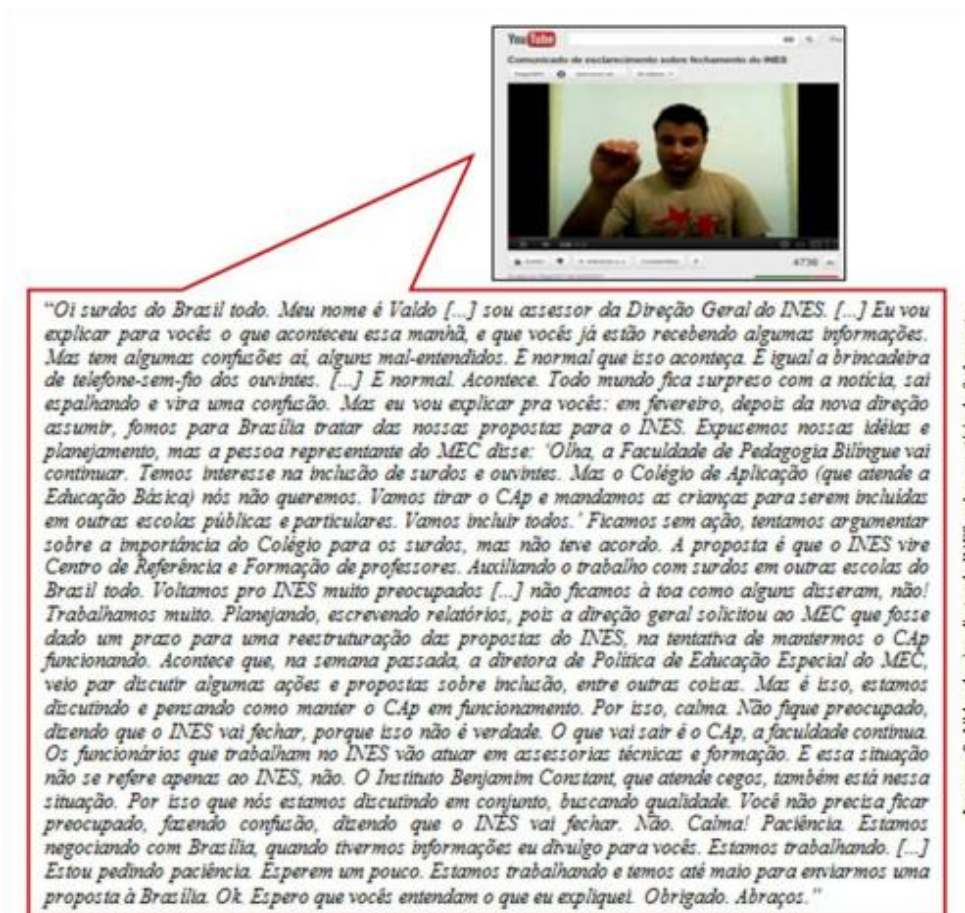 YouTube
Comunicado de esclarecimento sobre fechamento do INES
4736
“Oi surdos do Brasil todo. Meu nome é Valdo [...] sou assessor da Direção Geral do INES. [...] Eu vou
explicar para vocês o que aconteceu essa manhã, e que vocês já estão recebendo algumas informações.
Mas tem algumas confusões aí, alguns mal-entendidos. É normal que isso aconteça. É igual a brincadeira
de telefone-sem-fio dos ouvintes. [...] É normal. Acontece. Todo mundo fica surpreso com a notícia, sai
espalhando e vira uma confusão. Mas eu vou explicar pra vocês: em fevereiro, depois da nova direção
assumir, fomos para Brasília tratar das nossas propostas para o INES. Expusemos nossas idéias e
planejamento, mas a pessoa representante do MEC disse: ‘Olha, a Faculdade de Pedagogia Bilíngue vai
continuar. Temos interesse na inclusão de surdos e ouvintes. Mas o Colégio de Aplicação (que atende a
Educação Básica) nós não queremos. Vamos tirar o CAp e mandamos as crianças para serem incluídas
em outras escolas públicas e particulares. Vamos incluir todos.’ Ficamos sem ação, tentamos argumentar
sobre a importância do Colégio para os surdos, mas não teve acordo. A proposta é que o INES vire
Centro de Referência e Formação de professores. Auxiliando o trabalho com surdos em outras escolas do
Brasil todo. Voltamos pro INES muito preocupados [...] não ficamos à toa como alguns disseram, não!
Trabalhamos muito. Planejando, escrevendo relatórios, pois a direção geral solicitou ao MEC que fosse
dado um prazo para uma reestruturação das propostas do INES, na tentativa de mantermos o CAp
funcionando. Acontece que, na semana passada, a diretora de Política de Educação Especial do MEC,
veio par discutir algumas ações e propostas sobre inclusão, entre outras coisas. Mas é isso, estamos
discutindo e pensando como manter o CAp em funcionamento. Por isso, calma. Não fique preocupado,
dizendo que o INES vai fechar, porque isso não é verdade. O que vai sair é o CAp, a faculdade continua.
Os funcionários que trabalham no INES vão atuar em assessorias técnicas e formação. E essa situação
não se refere apenas ao INES, não. O Instituto Benjamim Constant, que atende cegos, também está nessa
situação. Por isso que nós estamos discutindo em conjunto, buscando qualidade. Você não precisa ficar
preocupado, fazendo confusão, dizendo que o INES vai fechar. Não. Calma! Paciência. Estamos
negociando com Brasília, quando tivermos informações eu divulgo para vocês. Estamos trabalhando. [...]
Estou pedindo paciência. Esperem um pouco. Estamos trabalhando e temos até maio para enviarmos uma
proposta à Brasília. Ok. Espero que vocês entendam o que eu expliquei. Obrigado. Abraços.”